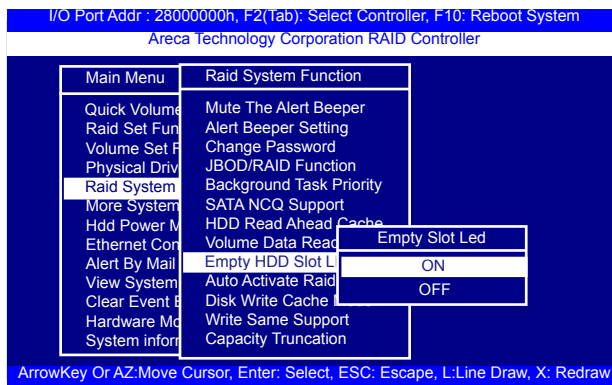 I/O Port Addr : 28000000h, F2(Tab): Select Controller, F10: Reboot System
Areca Technology Corporation RAID Controller
Main Menu
Quick Volume
Raid Set Fun
Volume Set F
Physical Driv
Raid System
More System
Hdd Power M
Ethernet Con
Alert By Mail
View System
Clear Event B
Hardware Mo
System inform
Raid System Function
Mute The Alert Beeper
Alert Beeper Setting
Change Password
JBOD/RAID Function
Background Task Priority
SATA NCQ Support
HDD Read Ahead Cache
Volume Data Read
Empty HDD Slot L
Auto Activate Raid
Disk Write Cache
Write Same Support
Capacity Truncation
Empty Slot Led
ON
OFF
ArrowKey Or AZ:Move Cursor, Enter: Select, ESC: Escape, L:Line Draw, X: Redraw